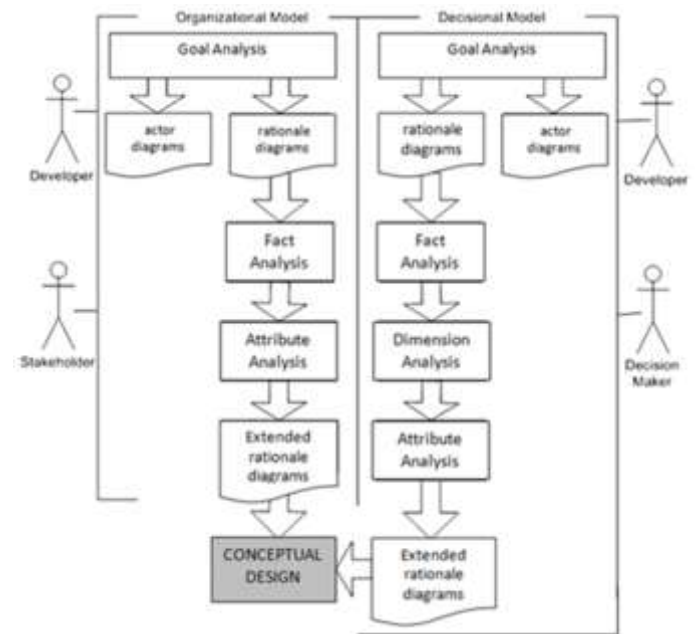 Organizational Model
Decisional Model
Goal Analysis
Goal Analysis
actor
diagrams
rationale
diagrams
rationale
diagrams
actor
diagrams
Developer
Developer
Fact
Analysis
Fact
Analysis
Stakeholder
Attribute
Analysis
Dimension
Analysis
Decision
Maker
Extended
rationale
diagrams
Attribute
Analysis
CONCEPTUAL
DESIGN
Extended
rationale
diagrams